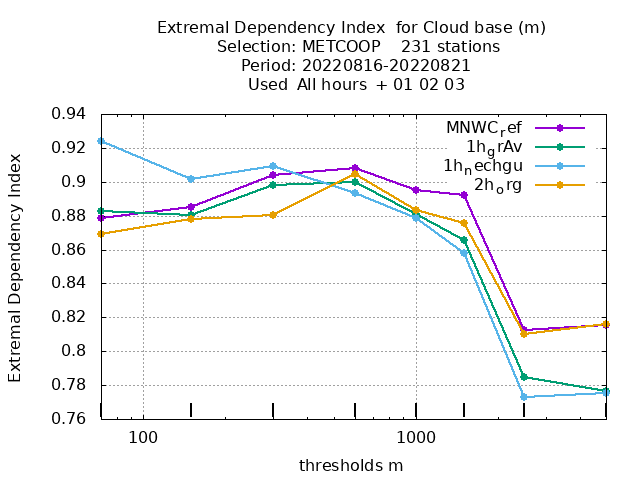 Extremal Dependency Index  for Cloud base (m)
Selection: METCOOP    231 stations
Period: 20220816-20220821
Used  All hours  + 01 02 03
Extremal Dependency Index
0.94
0.92
0.9
0.88
0.86
0.84
0.82
0.8
0.78
0.76
MNWC_ref
1h_grAv
1h_nechgu
2h_org
100
1000
thresholds m